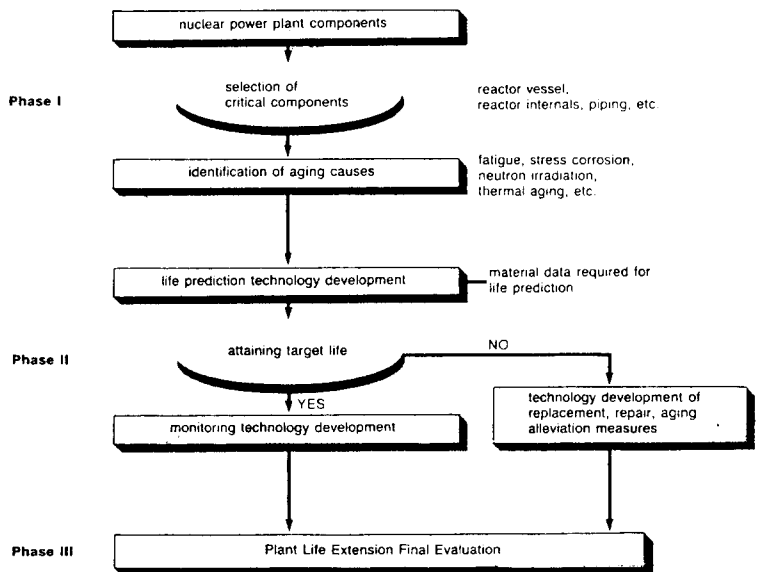 nuclear power plant components
Phase I
selection of
critical components
reactor vessel,
reactor internals, piping, etc.
identification of aging causes
fatigue, stress corrosion,
neutron irradiation,
thermal aging, etc.
life prediction technology development
material data required for
life prediction
Phase II
attaining target life
NO
YES
technology development of
replacement, repair, aging
alleviation measures
monitoring technology development
Phase III
Plant Life Extension Final Evaluation